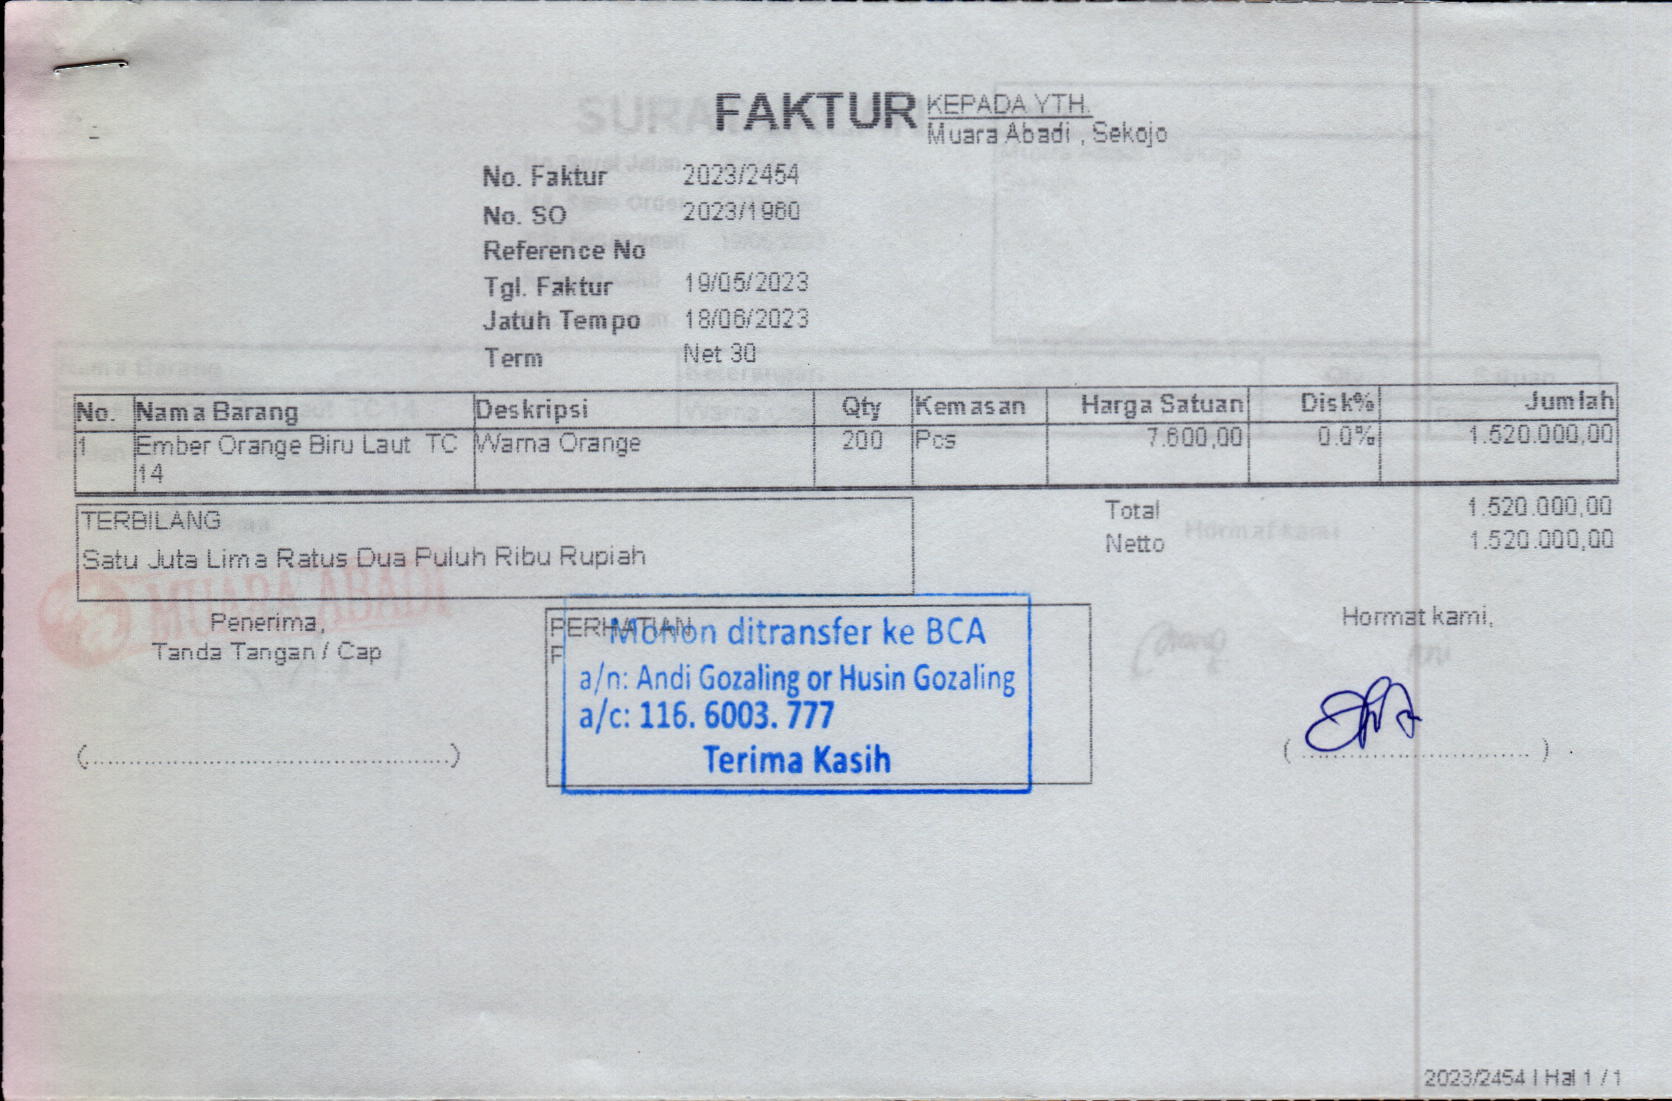 FAKTUR
KEPADA YTH.
Muara Abadi , Sekojo
No. Faktur 2023/2454
No. SO 2023/1960
Reference No
Tgl. Faktur 19/05/2023
Jatuh Tempo 18/06/2023
Term Net 30
No. Nama Barang Deskripsi Qty Kemasan Harga Satuan Disk% Jumlah
1 Ember Orange Biru Laut TC Warna Orange 200 Pcs 7.600,00 0.0% 1.520.000,00
14
TERBILANG
Satu Juta Lima Ratus Dua Puluh Ribu Rupiah
Total 1.520.000,00
Netto 1.520.000,00
MUARA ABADI
Penerima,
Tanda Tangan / Cap
PERHATIAN
Mohon ditransfer ke BCA
a/n: Andi Gozaling or Husin Gozaling
a/c: 116. 6003. 777
Terima Kasih
Hormat kami,
2023/2454 | Hal 1 / 1